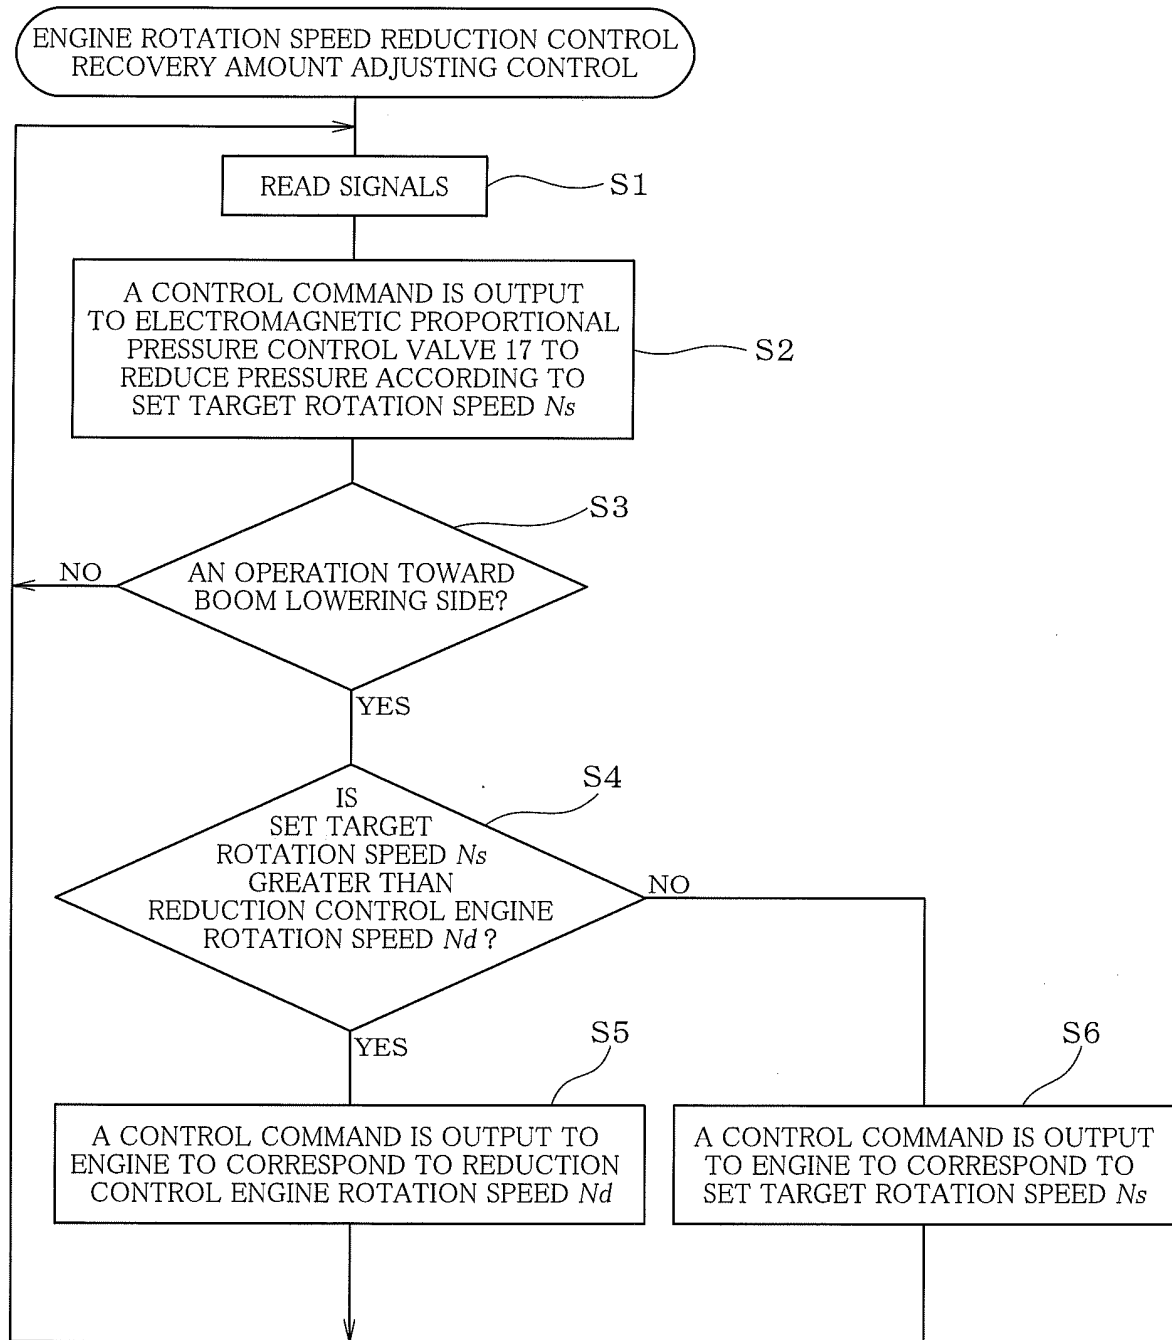 ENGINE ROTATION SPEED REDUCTION CONTROL
RECOVERY AMOUNT ADJUSTING CONTROL
READ SIGNALS
S1
A CONTROL COMMAND IS OUTPUT
TO ELECTROMAGNETIC PROPORTIONAL
PRESSURE CONTROL VALVE 17 TO
REDUCE PRESSURE ACCORDING TO
SET TARGET ROTATION SPEED Ns
S2
S3
NO
AN OPERATION TOWARD
BOOM LOWERING SIDE?
YES
S4
IS
SET TARGET
ROTATION SPEED Ns
GREATER THAN
REDUCTION CONTROL ENGINE
ROTATION SPEED Nd?
NO
YES
S5
S6
A CONTROL COMMAND IS OUTPUT TO
ENGINE TO CORRESPOND TO REDUCTION
CONTROL ENGINE ROTATION SPEED Nd
A CONTROL COMMAND IS OUTPUT
TO ENGINE TO CORRESPOND TO
SET TARGET ROTATION SPEED Ns